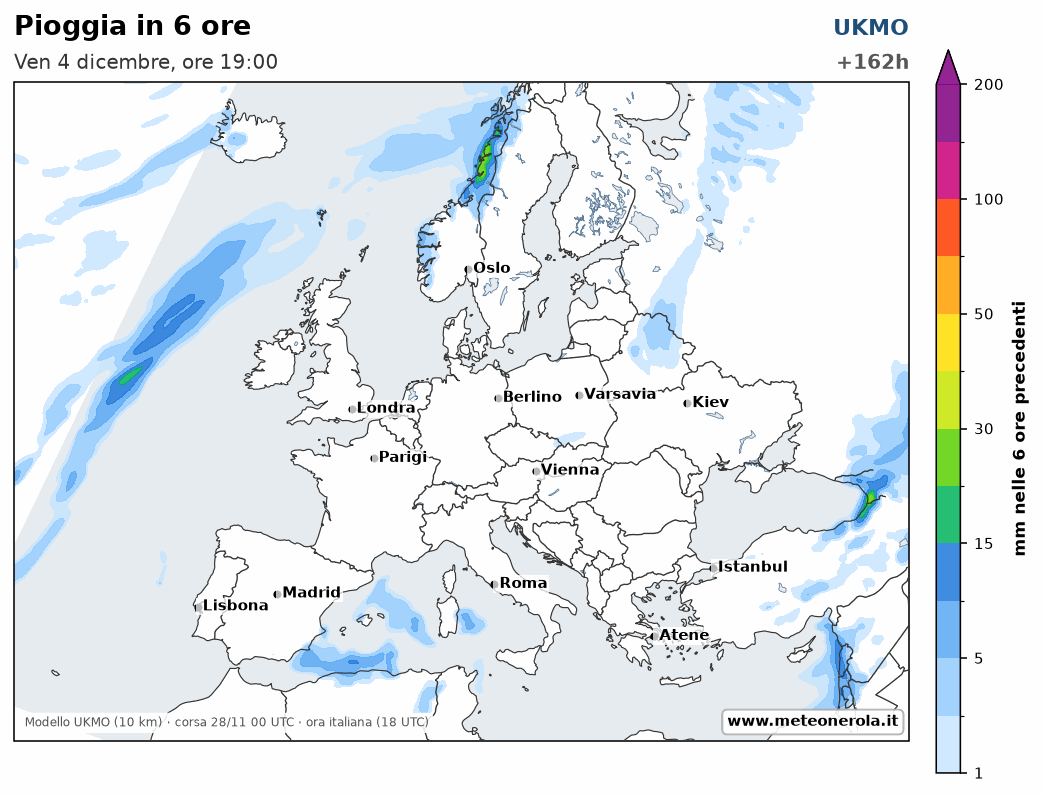 Pioggia in 6 ore
UKMO
Ven 4 dicembre, ore 19:00
+162h
200
100
50
30
15
5
1
mm nelle 6 ore precedenti
Oslo
Londra
Berlino
Varsavia
Kiev
Parigi
Vienna
Istanbul
Madrid
Roma
Lisbona
Atene
Modello UKMO (10 km) · corsa 28/11 00 UTC · ora italiana (18 UTC)
www.meteonerola.it